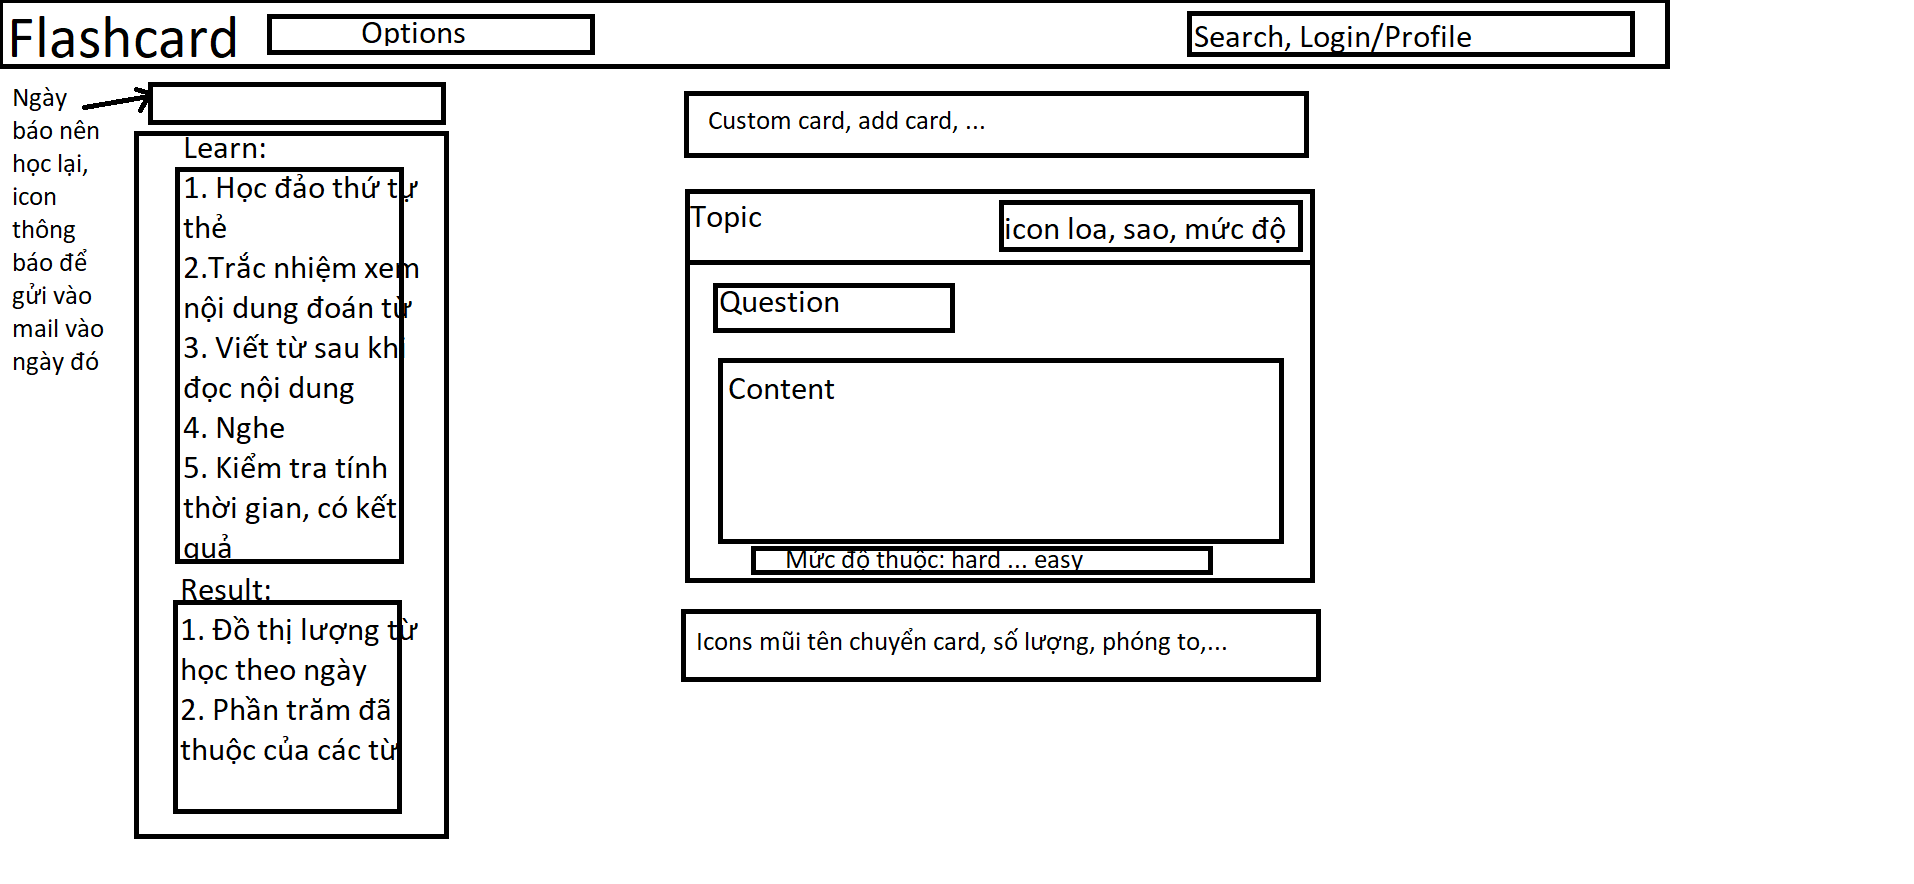 Flashcard
Options
Search, Login/Profile
Ngày
báo nên
học lại,
icon
thông
báo để
gửi vào
mail vào
ngày đó
Learn:
1. Học đảo thứ tự
thẻ
2.Trắc nhiệm xem
nội dung đoán từ
3. Viết từ sau khi
đọc nội dung
4. Nghe
5. Kiểm tra tính
thời gian, có kết
quả
Result:
1. Đồ thị lượng từ
học theo ngày
2. Phần trăm đã
thuộc của các từ
Custom card, add card, ...
Topic
icon loa, sao, mức độ
Question
Content
Mức độ thuộc: hard ... easy
Icons mũi tên chuyển card, số lượng, phóng to,...